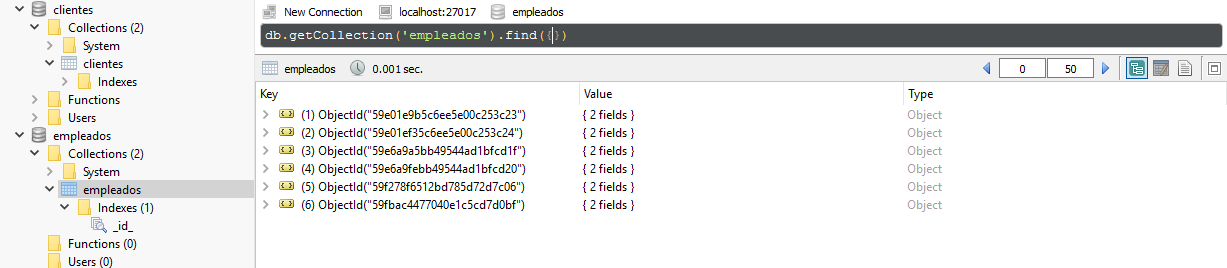 clientes
Collections (2)
System
clientes
Indexes
Functions
Users
empleados
Collections (2)
System
empleados
Indexes (1)
_id_
Functions (0)
Users (0)
New Connection localhost:27017 empleados
db.getCollection('empleados').find({})
empleados 0.001 sec. 0 50
Key Value Type
(1) ObjectId("59e01e9b5c6ee5e00c253c23") { 2 fields } Object
(2) ObjectId("59e01ef35c6ee5e00c253c24") { 2 fields } Object
(3) ObjectId("59e6a9a5bb49544ad1bfcd1f") { 2 fields } Object
(4) ObjectId("59e6a9febb49544ad1bfcd20") { 2 fields } Object
(5) ObjectId("59f278f6512bd785d72d7c06") { 2 fields } Object
(6) ObjectId("59fbac4477040e1c5cd7d0bf") { 2 fields } Object